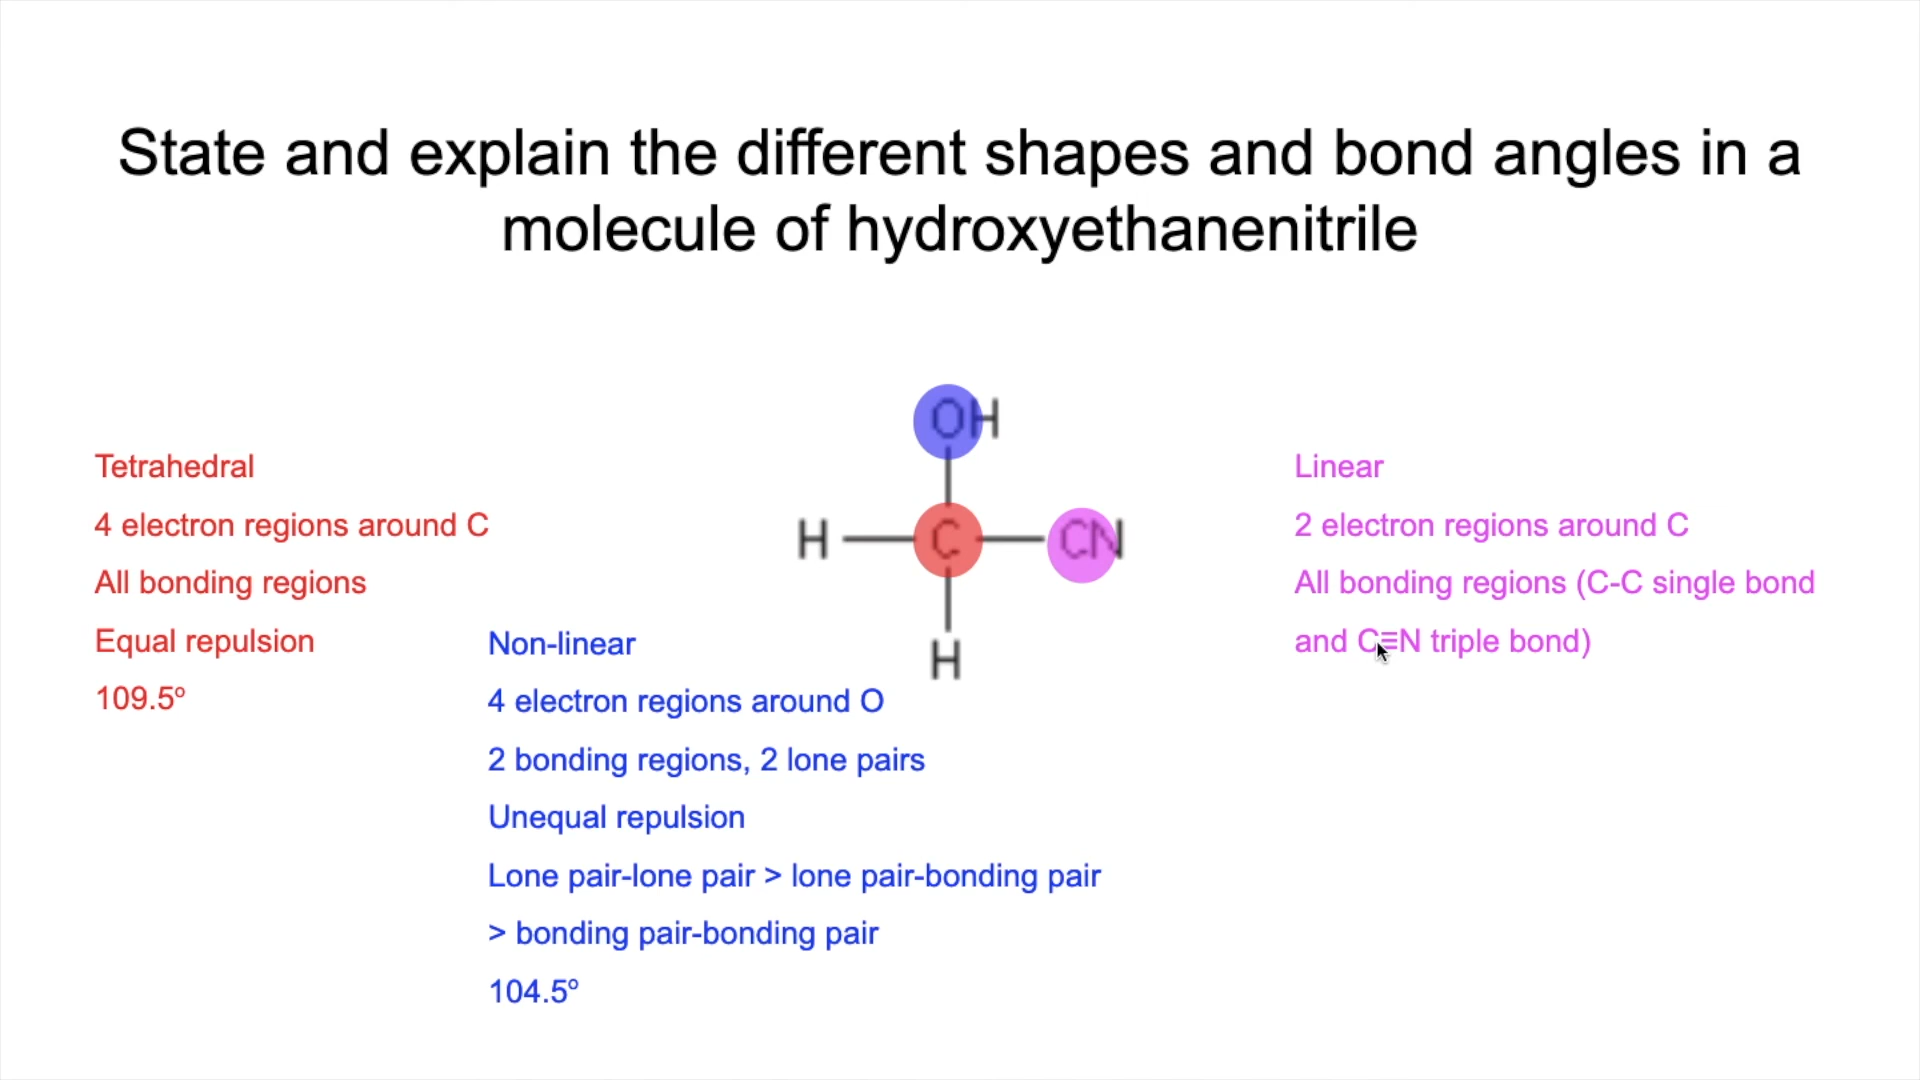 State and explain the different shapes and bond angles in a
molecule of hydroxyethanenitrile
OH
H C CN
H
Tetrahedral
4 electron regions around C
All bonding regions
Equal repulsion
109.5º
Non-linear
4 electron regions around O
2 bonding regions, 2 lone pairs
Unequal repulsion
Lone pair-lone pair > lone pair-bonding pair
> bonding pair-bonding pair
104.5º
Linear
2 electron regions around C
All bonding regions (C-C single bond
and C≡N triple bond)